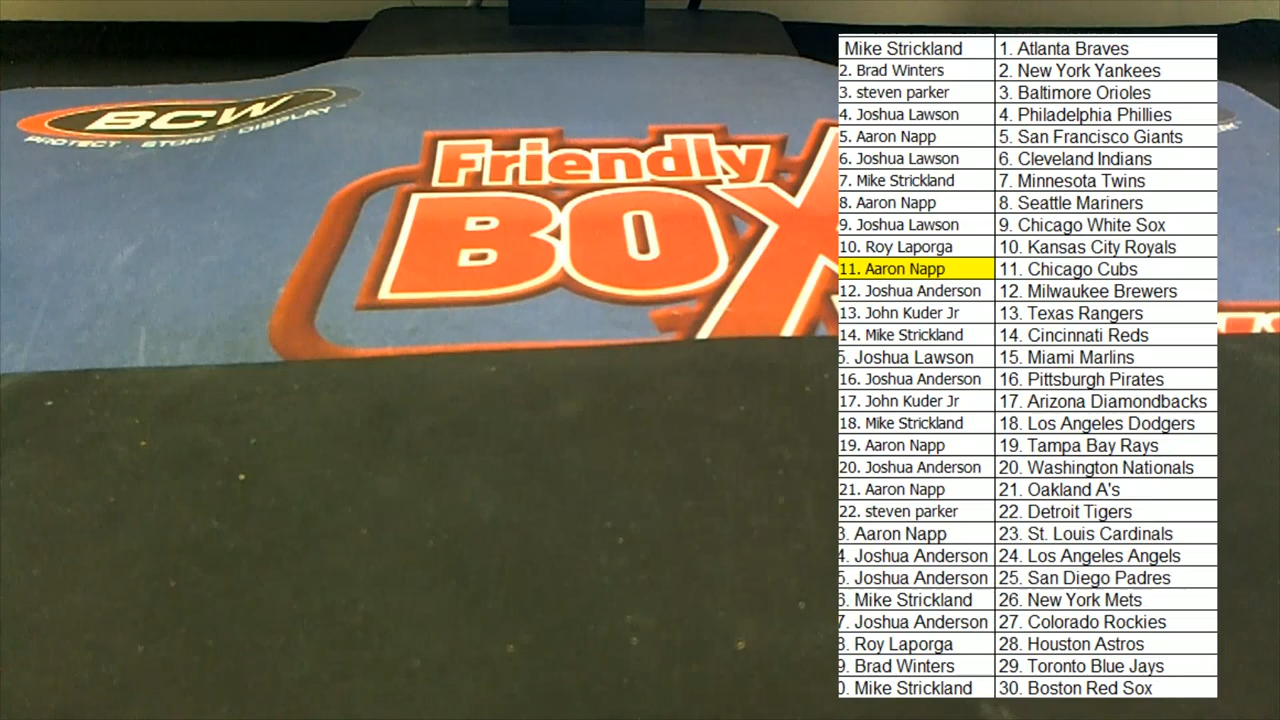 BCW
PROTECT · STORE · DISPLAY
Friendly
BOX
Mike Strickland 1. Atlanta Braves
2. Brad Winters 2. New York Yankees
3. steven parker 3. Baltimore Orioles
4. Joshua Lawson 4. Philadelphia Phillies
5. Aaron Napp 5. San Francisco Giants
6. Joshua Lawson 6. Cleveland Indians
7. Mike Strickland 7. Minnesota Twins
8. Aaron Napp 8. Seattle Mariners
9. Joshua Lawson 9. Chicago White Sox
10. Roy Laporga 10. Kansas City Royals
11. Aaron Napp 11. Chicago Cubs
12. Joshua Anderson 12. Milwaukee Brewers
13. John Kuder Jr 13. Texas Rangers
14. Mike Strickland 14. Cincinnati Reds
5. Joshua Lawson 15. Miami Marlins
16. Joshua Anderson 16. Pittsburgh Pirates
17. John Kuder Jr 17. Arizona Diamondbacks
18. Mike Strickland 18. Los Angeles Dodgers
19. Aaron Napp 19. Tampa Bay Rays
20. Joshua Anderson 20. Washington Nationals
21. Aaron Napp 21. Oakland A's
22. steven parker 22. Detroit Tigers
3. Aaron Napp 23. St. Louis Cardinals
4. Joshua Anderson 24. Los Angeles Angels
5. Joshua Anderson 25. San Diego Padres
6. Mike Strickland 26. New York Mets
7. Joshua Anderson 27. Colorado Rockies
8. Roy Laporga 28. Houston Astros
9. Brad Winters 29. Toronto Blue Jays
0. Mike Strickland 30. Boston Red Sox